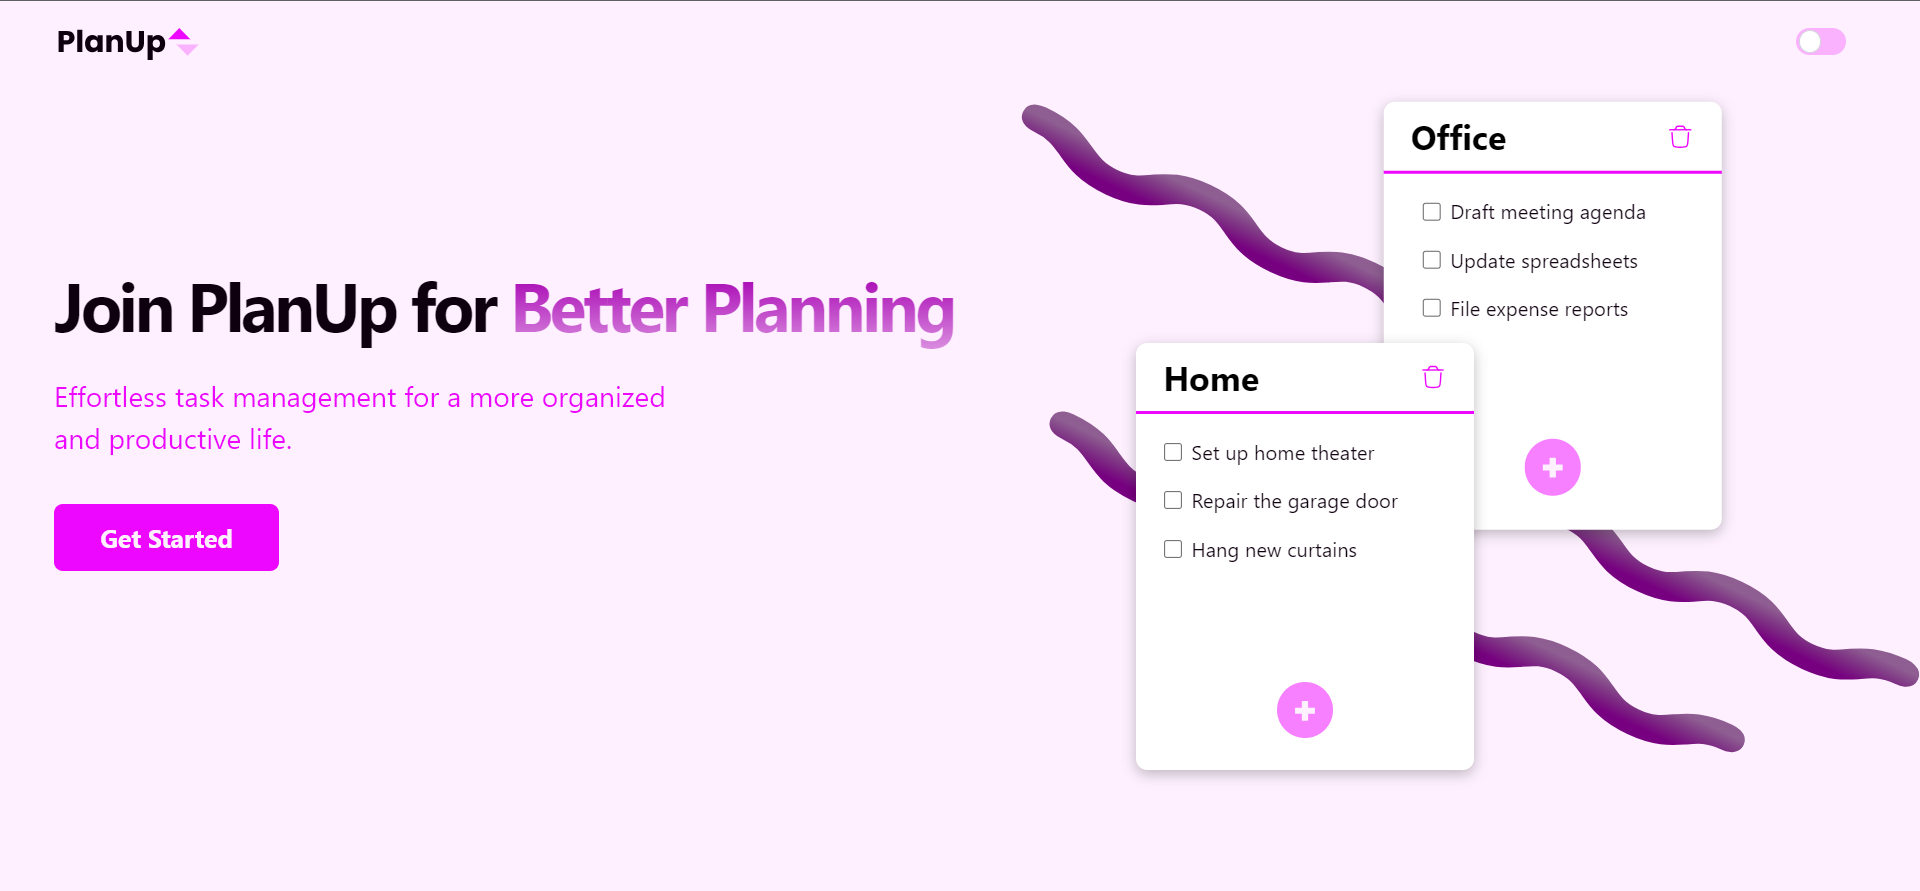 PlanUp
Join PlanUp for Better Planning
Effortless task management for a more organized
and productive life.
Get Started
Office
Draft meeting agenda
Update spreadsheets
File expense reports
Home
Set up home theater
Repair the garage door
Hang new curtains